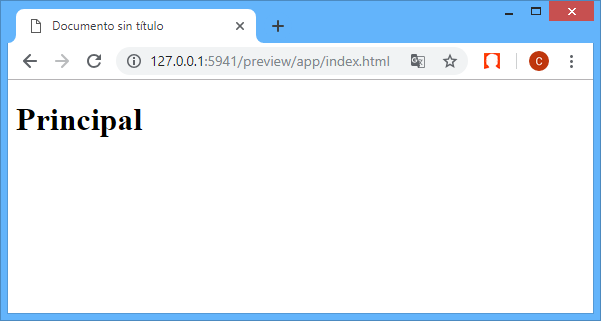 Documento sin título
127.0.0.1:5941/preview/app/index.html
C
Principal